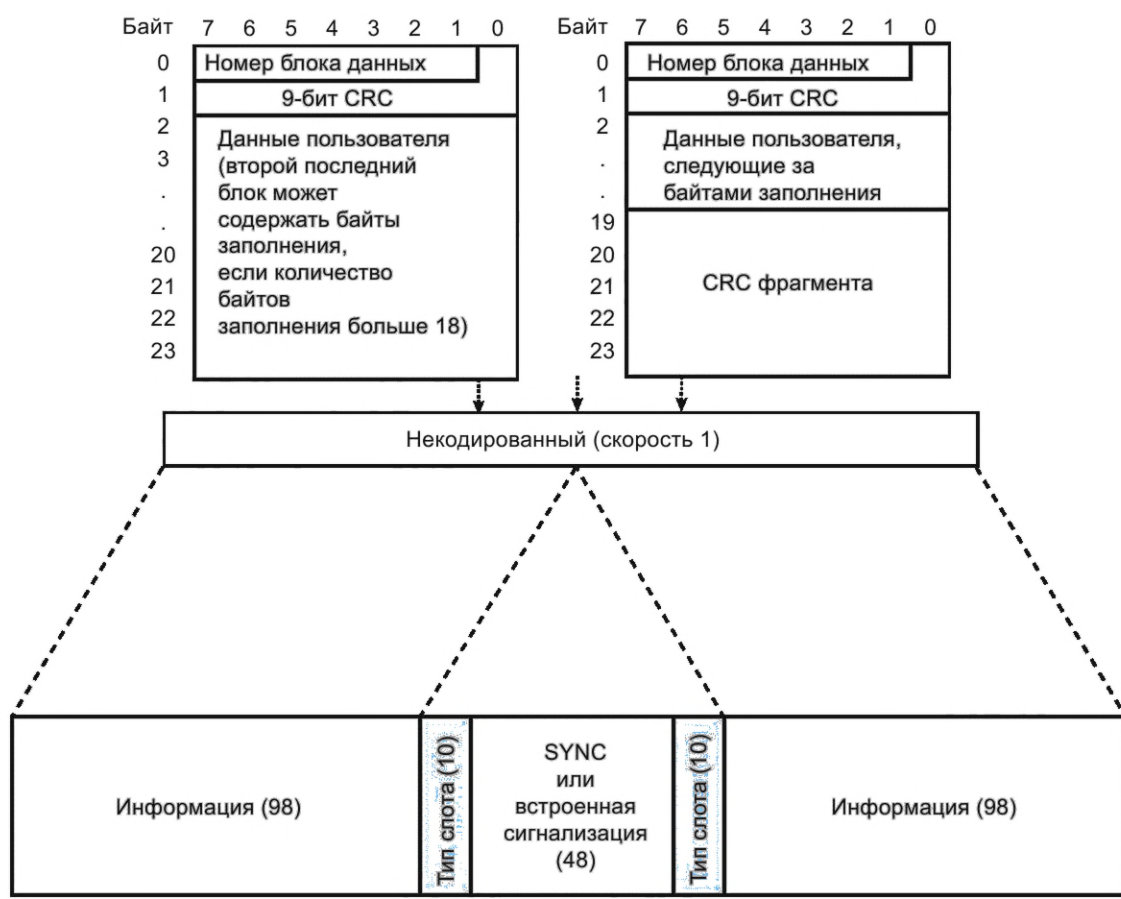 Байт 7 6 5 4 3 2 1 0
0 Номер блока данных
1 9-бит CRC
2 Данные пользователя
3 (второй последний
. блок может
. содержать байты
заполнения,
20
если количество
21
байтов
22 заполнения больше 18)
23
Байт 7 6 5 4 3 2 1 0
0 Номер блока данных
1 9-бит CRC
2 Данные пользователя,
. следующие за
. байтами заполнения
19
20
21 CRC фрагмента
22
23
Некодированный (скорость 1)
Информация (98)
Тип слота (10)
SYNC
или
встроенная
сигнализация
(48)
Тип слота (10)
Информация (98)